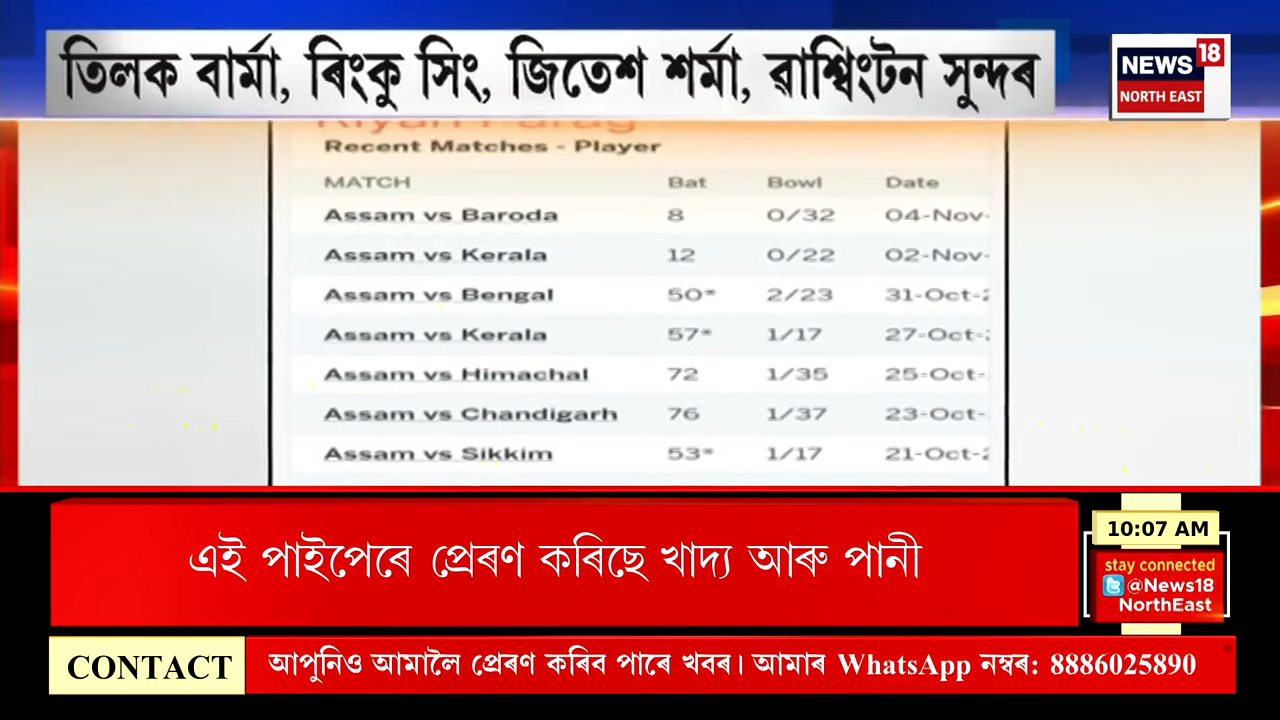 তিলক বাৰ্মা, ৰিংকু সিং, জিতেশ শৰ্মা, ৱাশ্বিংটন সুন্দৰ
NEWS 18
NORTH EAST
Riyan Parag
Recent Matches - Player
MATCH Bat Bowl Date
Assam vs Baroda 8 0/32 04-Nov-
Assam vs Kerala 12 0/22 02-Nov-
Assam vs Bengal 50* 2/23 31-Oct-2
Assam vs Kerala 57* 1/17 27-Oct-
Assam vs Himachal 72 1/35 25-Oct-
Assam vs Chandigarh 76 1/37 23-Oct-
Assam vs Sikkim 53* 1/17 21-Oct-2
এই পাইপেৰে প্ৰেৰণ কৰিছে খাদ্য আৰু পানী
10:07 AM
stay connected
@News18
NorthEast
CONTACT আপুনিও আমালৈ প্ৰেৰণ কৰিব পাৰে খবৰ। আমাৰ WhatsApp নম্বৰ: 8886025890